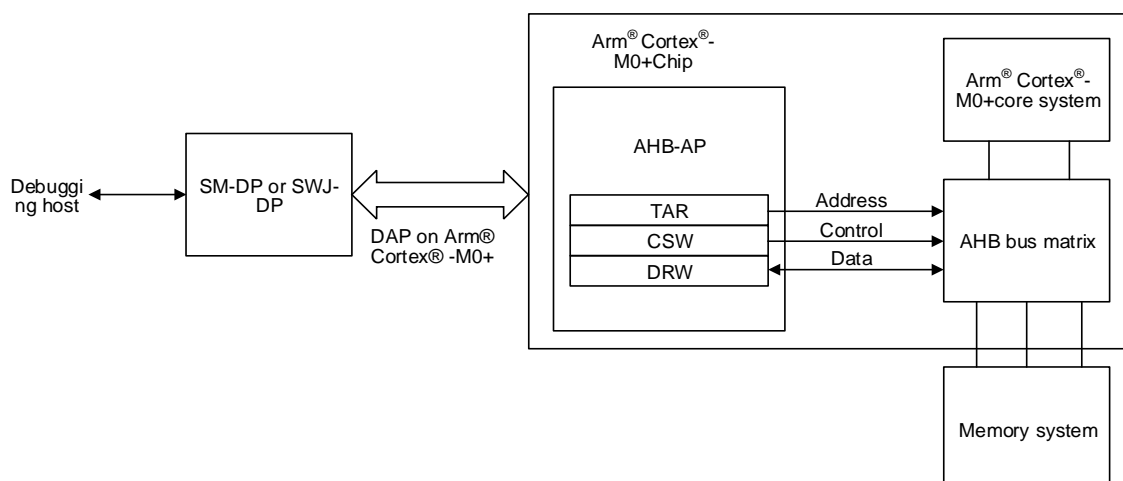 Debuggi
ng host
SM-DP or SWJ-
DP
DAP on Arm®
Cortex® -M0+
Arm® Cortex®-
M0+Chip
AHB-AP
TAR
CSW
DRW
Address
Control
Data
Arm® Cortex®-
M0+core system
AHB bus matrix
Memory system